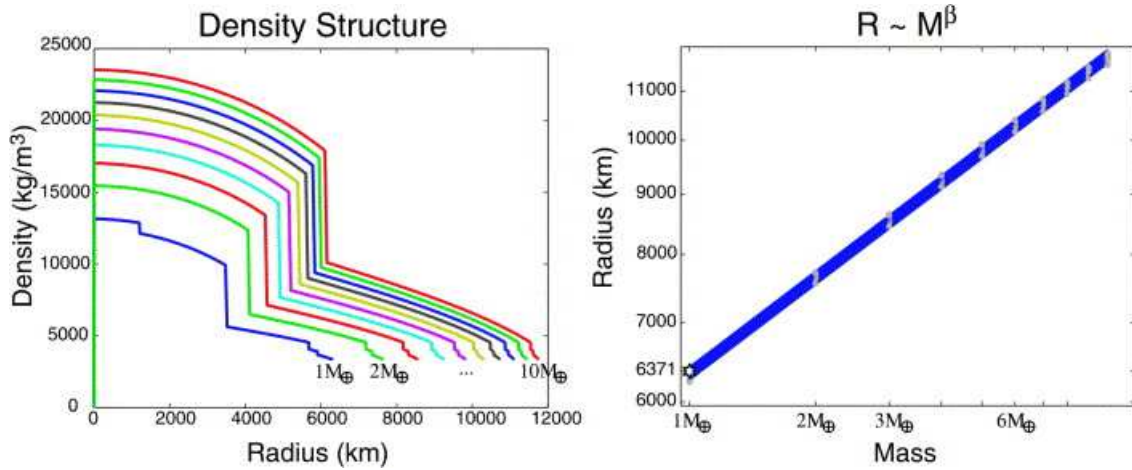 Density Structure
Density (kg/m³)
25000
20000
15000
10000
5000
0
1M⊕ 2M⊕ ... 10M⊕
0 2000 4000 6000 8000 10000 12000
Radius (km)
R ~ M^β
Radius (km)
11000
10000
9000
8000
7000
6371
6000
1M⊕ 2M⊕ 3M⊕ 6M⊕
Mass